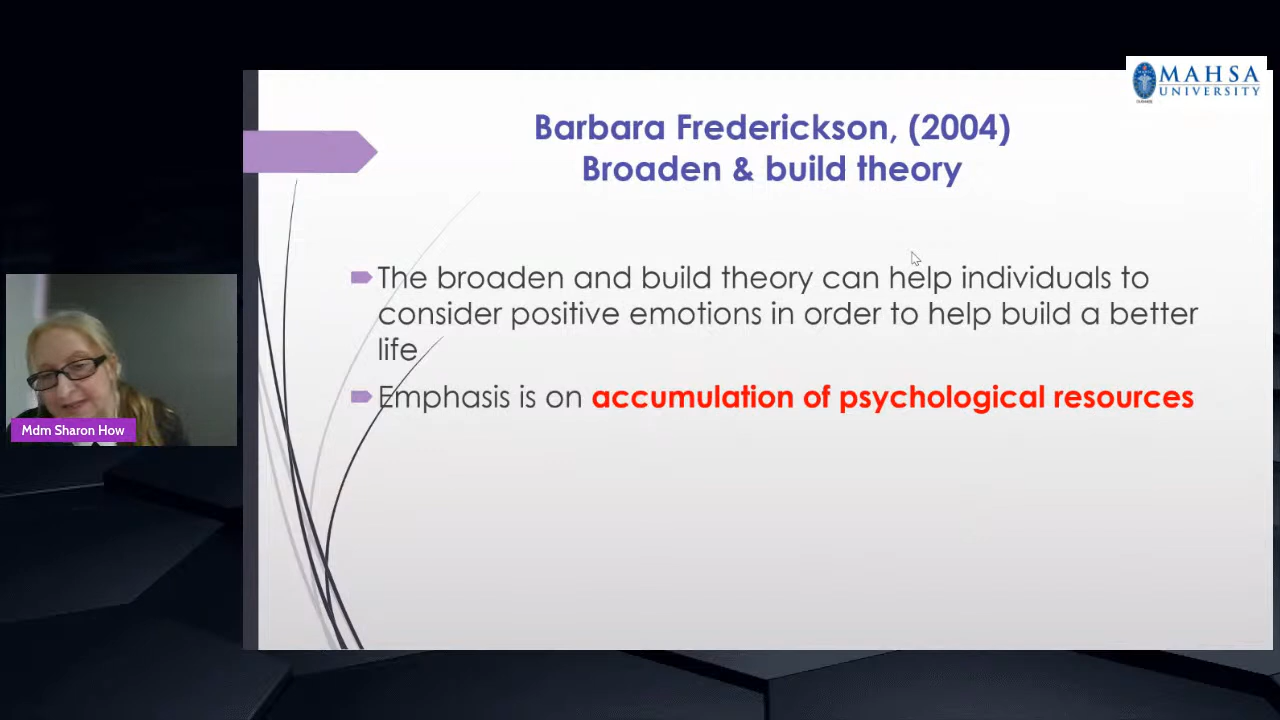 MAHSA
UNIVERSITY
Barbara Frederickson, (2004)
Broaden & build theory
The broaden and build theory can help individuals to
consider positive emotions in order to help build a better
life
Emphasis is on accumulation of psychological resources
Mdm Sharon How